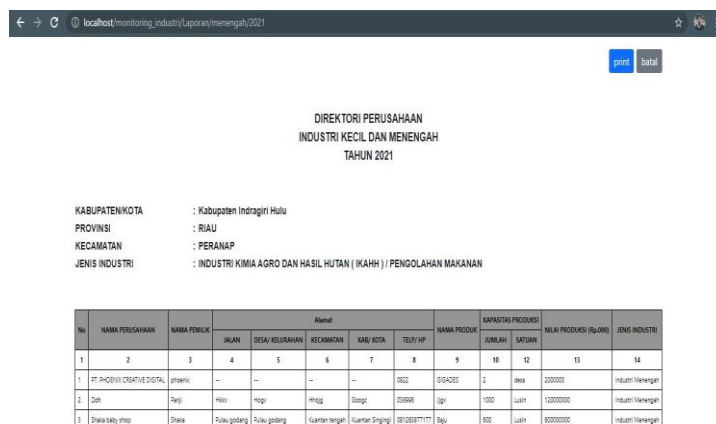 localhost/monitoring_industri/Laporan/menengah/2021
print batal
DIREKTORI PERUSAHAAN
INDUSTRI KECIL DAN MENENGAH
TAHUN 2021
KABUPATEN/KOTA : Kabupaten Indragiri Hulu
PROVINSI : RIAU
KECAMATAN : PERANAP
JENIS INDUSTRI : INDUSTRI KIMIA AGRO DAN HASIL HUTAN ( IKAHH ) / PENGOLAHAN MAKANAN
No NAMA PERUSAHAAN NAMA PEMILIK Alamat NAMA PRODUK KAPASITAS PRODUKSI NILAI PRODUKSI (Rp.000) JENIS INDUSTRI
JALAN DESA/ KELURAHAN KECAMATAN KAB/ KOTA TELP/ HP JUMLAH SATUAN
1 2 3 4 5 6 7 8 9 10 11 12 13 14
1 PT. PHOENIX CREATIVE DIGITAL phoenix -- -- -- -- 0822 GIGADES 2 desa 2000000 Industri Menengah
2 Ddh Panji Hkkv Hogv Hhojg Googc 038998 Jjgv 1000 Lusin 120000000 Industri Menengah
3 Shaka baby shop Shaka Pulau godang Pulau godang Kuantan tengah Kuantan Singingi 081263877177 Baju 600 Lusin 600000000 Industri Menengah